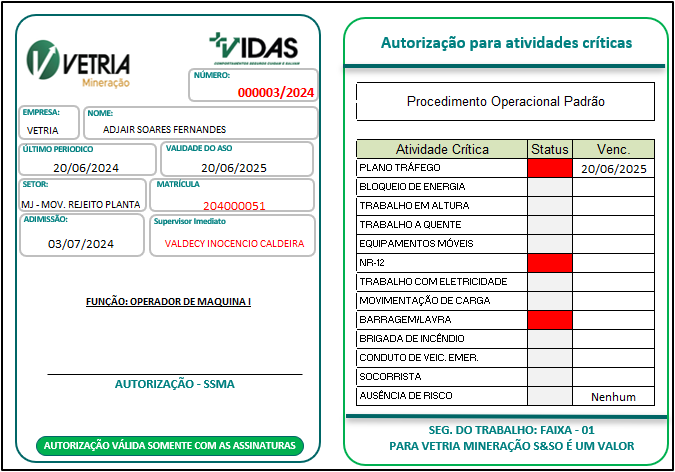 VETRIA
Mineração
+VIDAS
COMPORTAMENTOS SEGUROS CUIDAM E SALVAM
NÚMERO:
000003/2024
EMPRESA:
VETRIA
NOME:
ADJAIR SOARES FERNANDES
ÚLTIMO PERIODICO
20/06/2024
VALIDADE DO ASO
20/06/2025
SETOR:
MJ - MOV. REJEITO PLANTA
MATRÍCULA
204000051
ADIMISSÃO:
03/07/2024
Supervisor Imediato
VALDECY INOCENCIO CALDEIRA
FUNÇÃO: OPERADOR DE MAQUINA I
AUTORIZAÇÃO - SSMA
AUTORIZAÇÃO VÁLIDA SOMENTE COM AS ASSINATURAS
Autorização para atividades críticas
Procedimento Operacional Padrão
Atividade Crítica Status Venc.
PLANO TRÁFEGO 20/06/2025
BLOQUEIO DE ENERGIA
TRABALHO EM ALTURA
TRABALHO A QUENTE
EQUIPAMENTOS MÓVEIS
NR-12
TRABALHO COM ELETRICIDADE
MOVIMENTAÇÃO DE CARGA
BARRAGEM/LAVRA
BRIGADA DE INCÊNDIO
CONDUTO DE VEIC. EMER.
SOCORRISTA
AUSÊNCIA DE RISCO Nenhum
SEG. DO TRABALHO: FAIXA - 01
PARA VETRIA MINERAÇÃO S&SO É UM VALOR